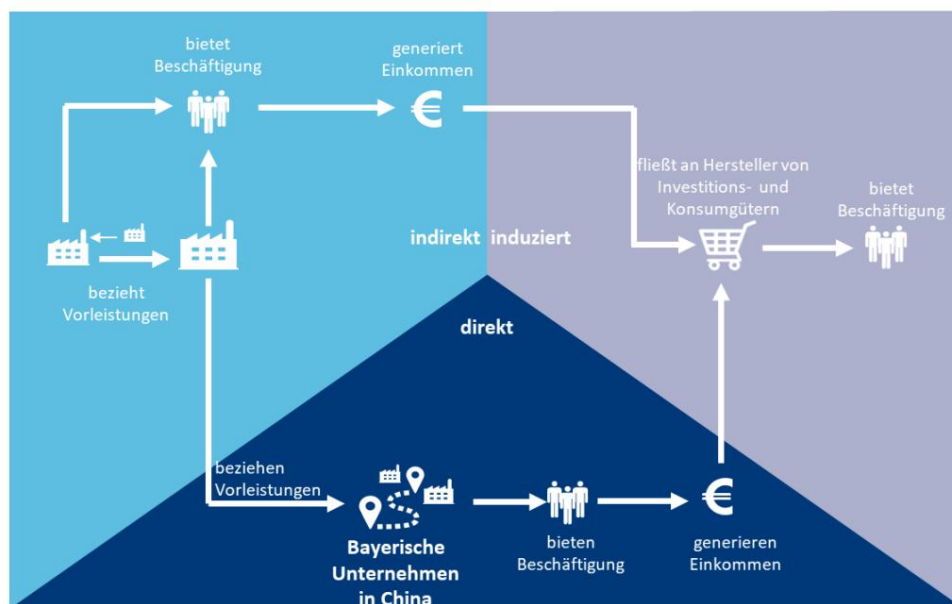 bietet
Beschäftigung
generiert
Einkommen
fließt an Hersteller von
Investitions- und
Konsumgütern
bietet
Beschäftigung
indirekt
induziert
bezieht
Vorleistungen
direkt
beziehen
Vorleistungen
Bayerische
Unternehmen
in China
bieten
Beschäftigung
generieren
Einkommen